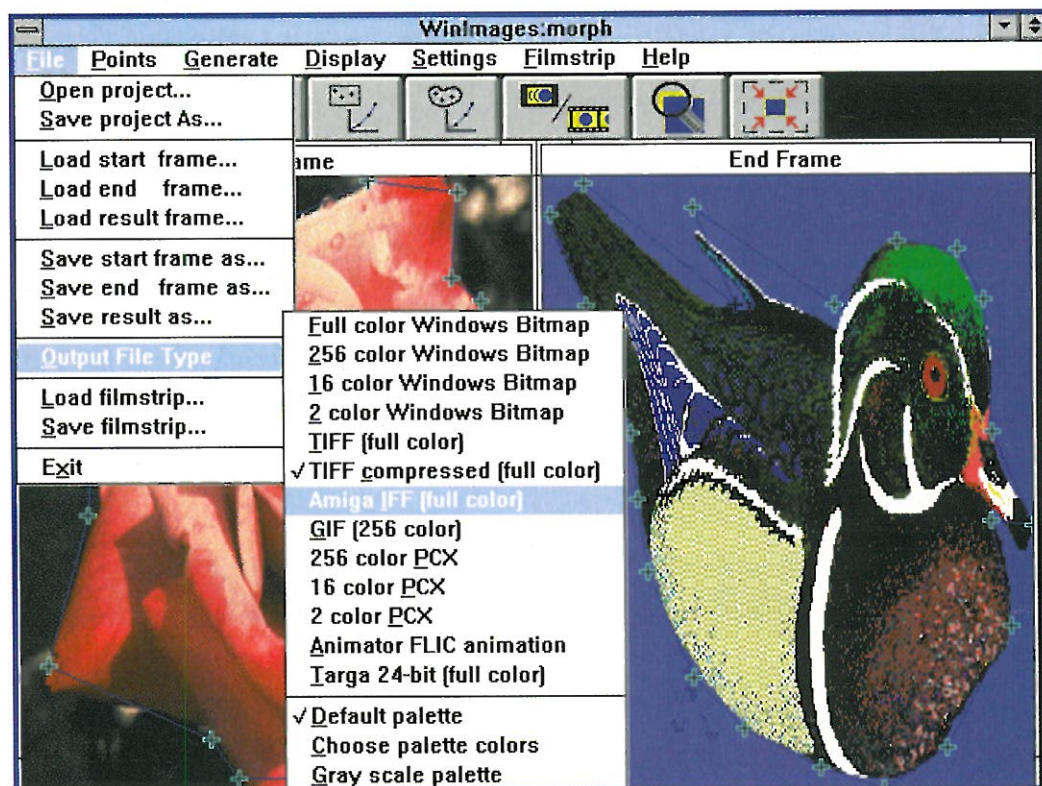 WinImages:morph
File Points Generate Display Settings Filmstrip Help
Open project...
Save project As...
Load start frame...
Load end frame...
Load result frame...
Save start frame as...
Save end frame as...
Save result as...
Output File Type
Load filmstrip...
Save filmstrip...
Exit
ame
End Frame
Full color Windows Bitmap
256 color Windows Bitmap
16 color Windows Bitmap
2 color Windows Bitmap
TIFF (full color)
√ TIFF compressed (full color)
Amiga IFF (full color)
GIF (256 color)
256 color PCX
16 color PCX
2 color PCX
Animator FLIC animation
Targa 24-bit (full color)
√ Default palette
Choose palette colors
Gray scale palette